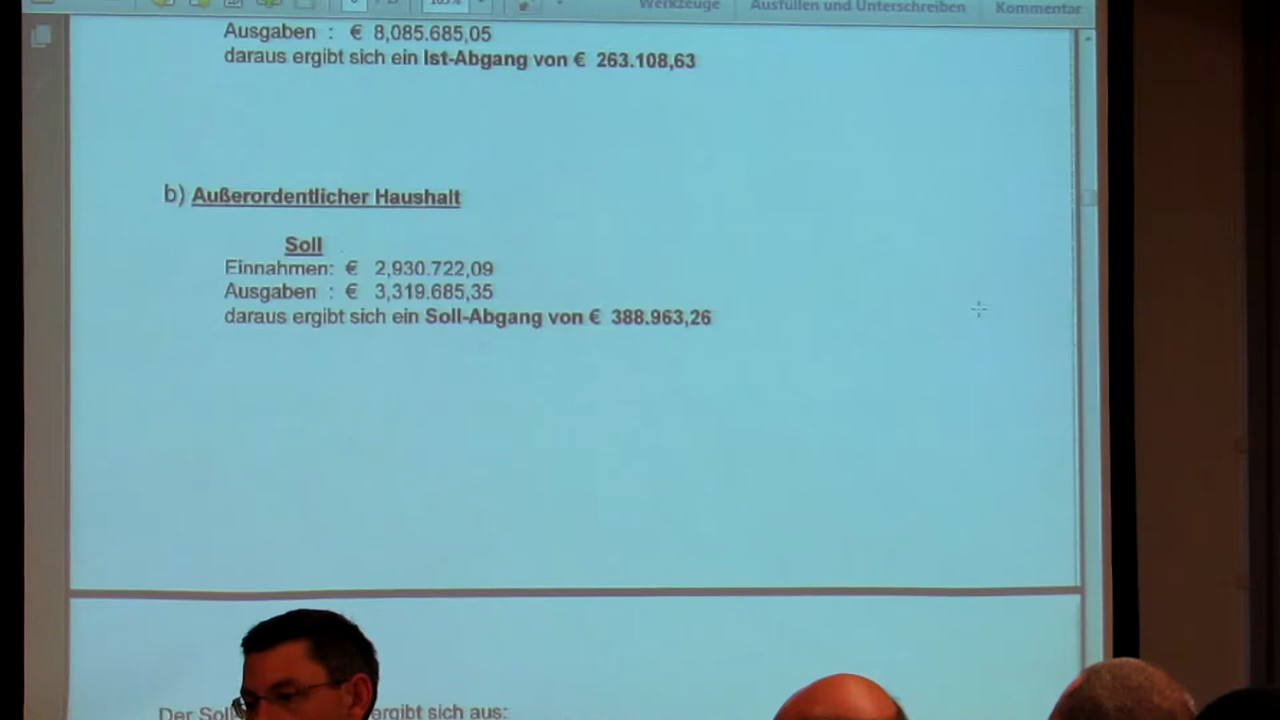 Werkzeuge Ausfüllen und Unterschreiben Kommentar
Ausgaben : € 8,085.685,05
daraus ergibt sich ein Ist-Abgang von € 263.108,63
b) Außerordentlicher Haushalt
Soll
Einnahmen: € 2,930.722,09
Ausgaben : € 3,319.685,35
daraus ergibt sich ein Soll-Abgang von € 388.963,26
Der Soll ergibt sich aus: